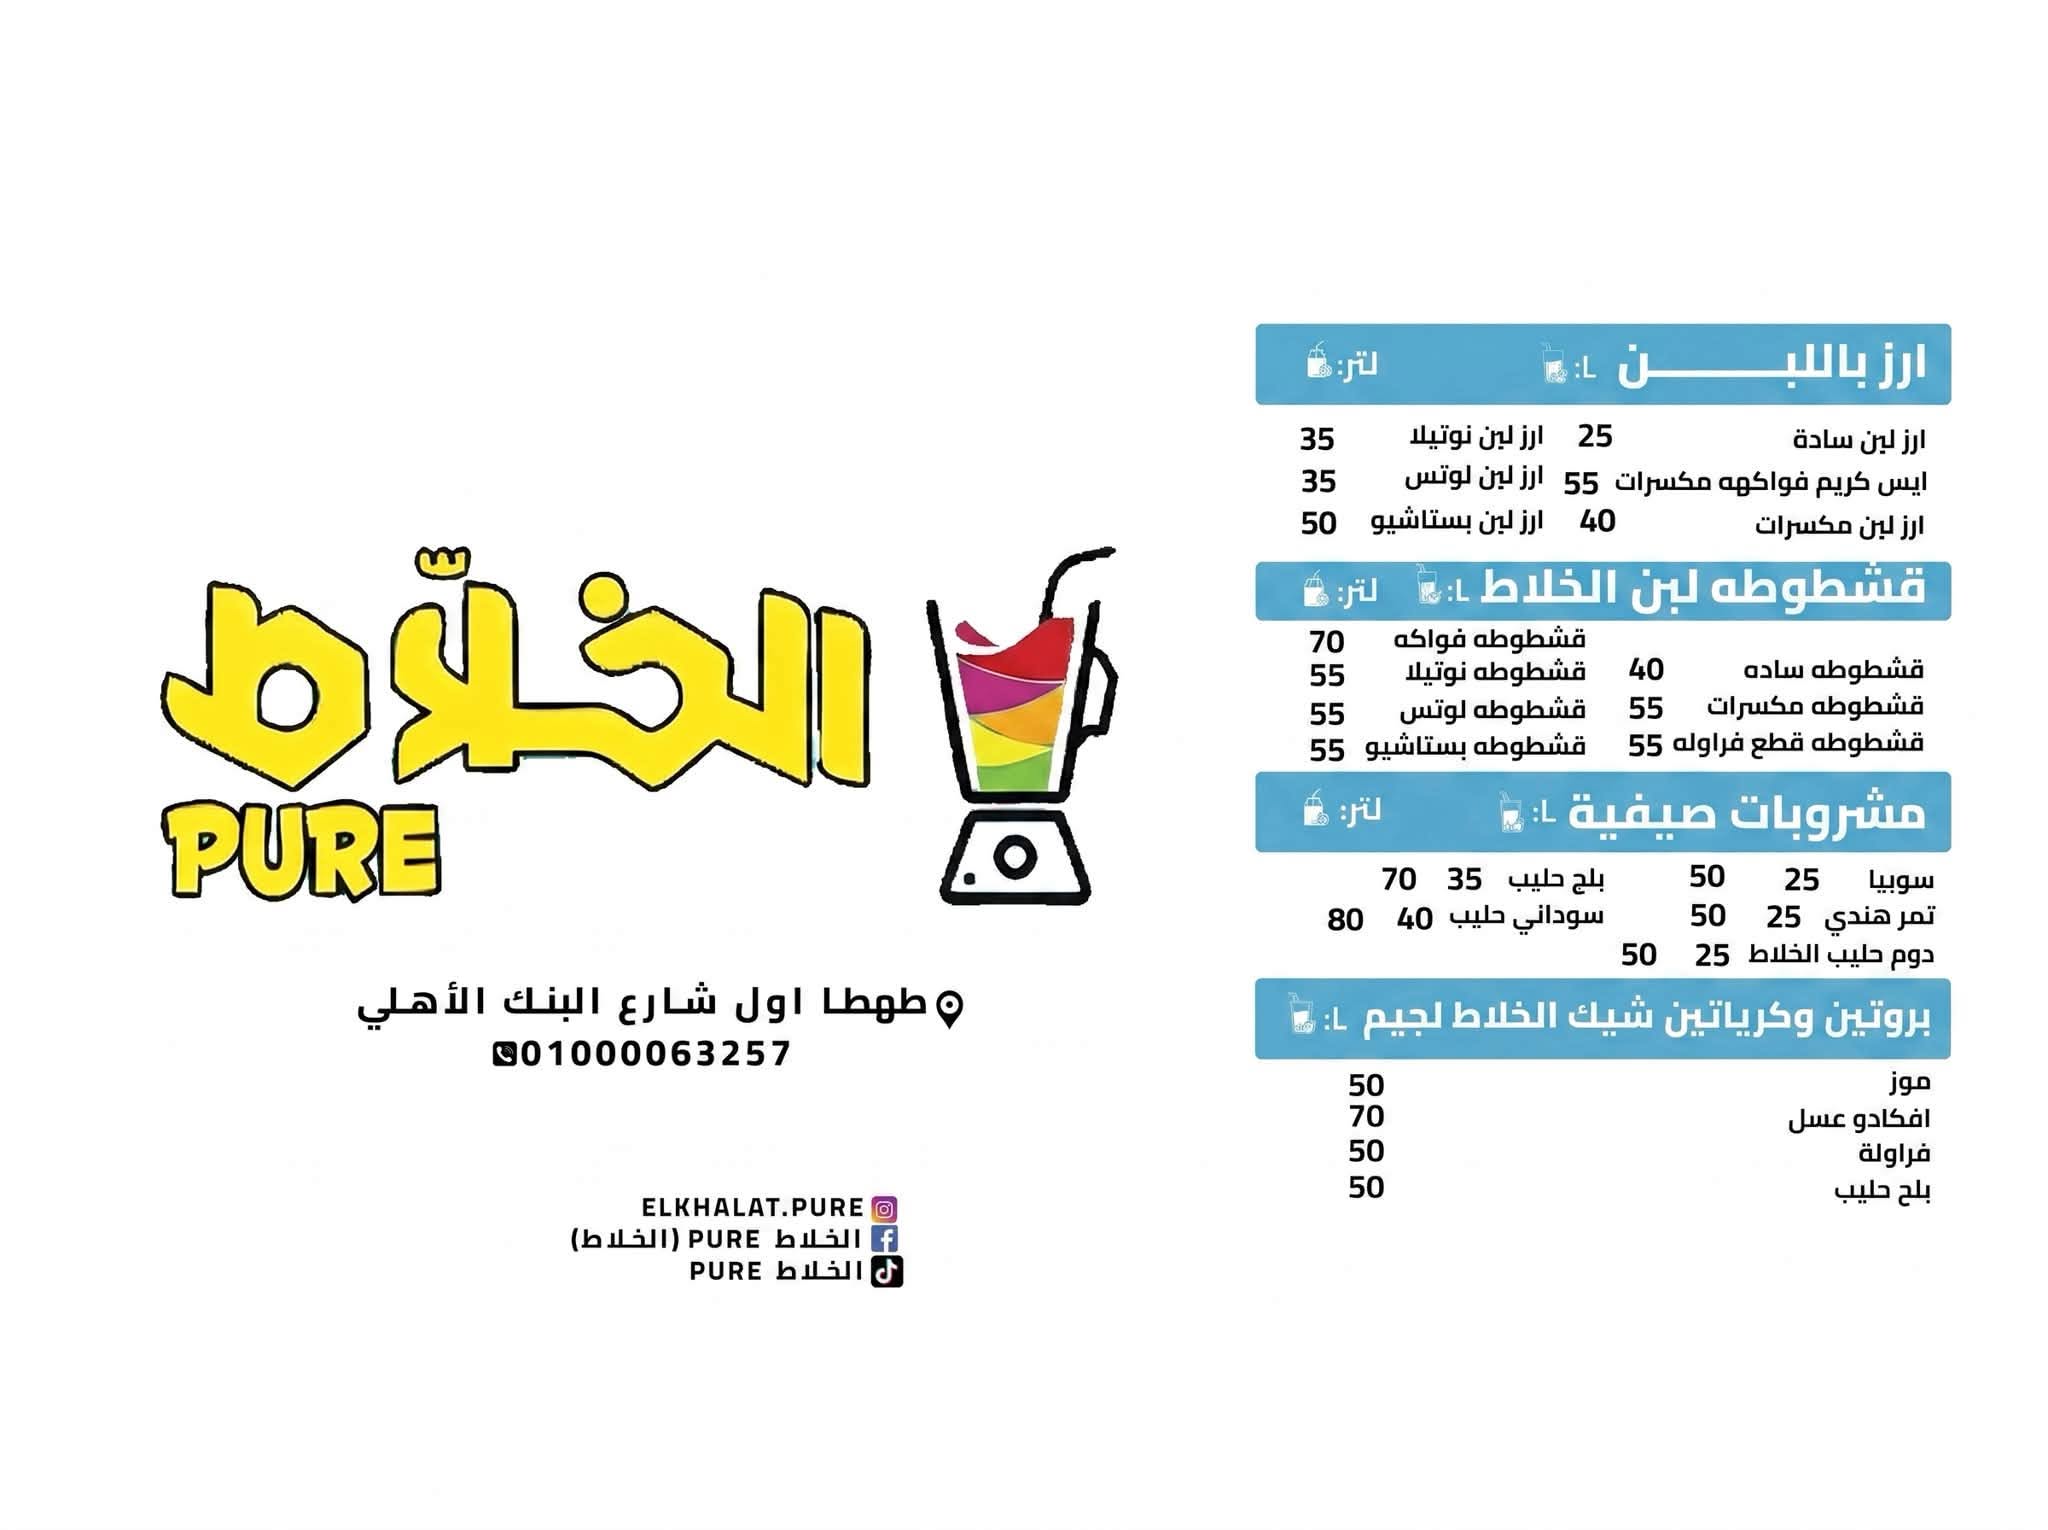 الخلاّط
PURE
طهطا اول شارع البنك الأهلي
01000063257
ELKHALAT.PURE
الخلاط PURE (الخلاط)
الخلاط PURE
ارز باللبـــــــــن L: لتر:
ارز لبن سادة 25 ارز لبن نوتيلا 35
ايس كريم فواكهه مكسرات 55 ارز لبن لوتس 35
ارز لبن مكسرات 40 ارز لبن بستاشيو 50
قشطوطه لبن الخلاط L: لتر:
قشطوطه فواكه 70
قشطوطه ساده 40 قشطوطه نوتيلا 55
قشطوطه مكسرات 55 قشطوطه لوتس 55
قشطوطه قطع فراوله 55 قشطوطه بستاشيو 55
مشروبات صيفية L: لتر:
سوبيا 25 50 بلج حليب 35 70
تمر هندي 25 50 سوداني حليب 40 80
دوم حليب الخلاط 25 50
بروتين وكرياتين شيك الخلاط لجيم L:
موز 50
افكادو عسل 70
فراولة 50
بلح حليب 50